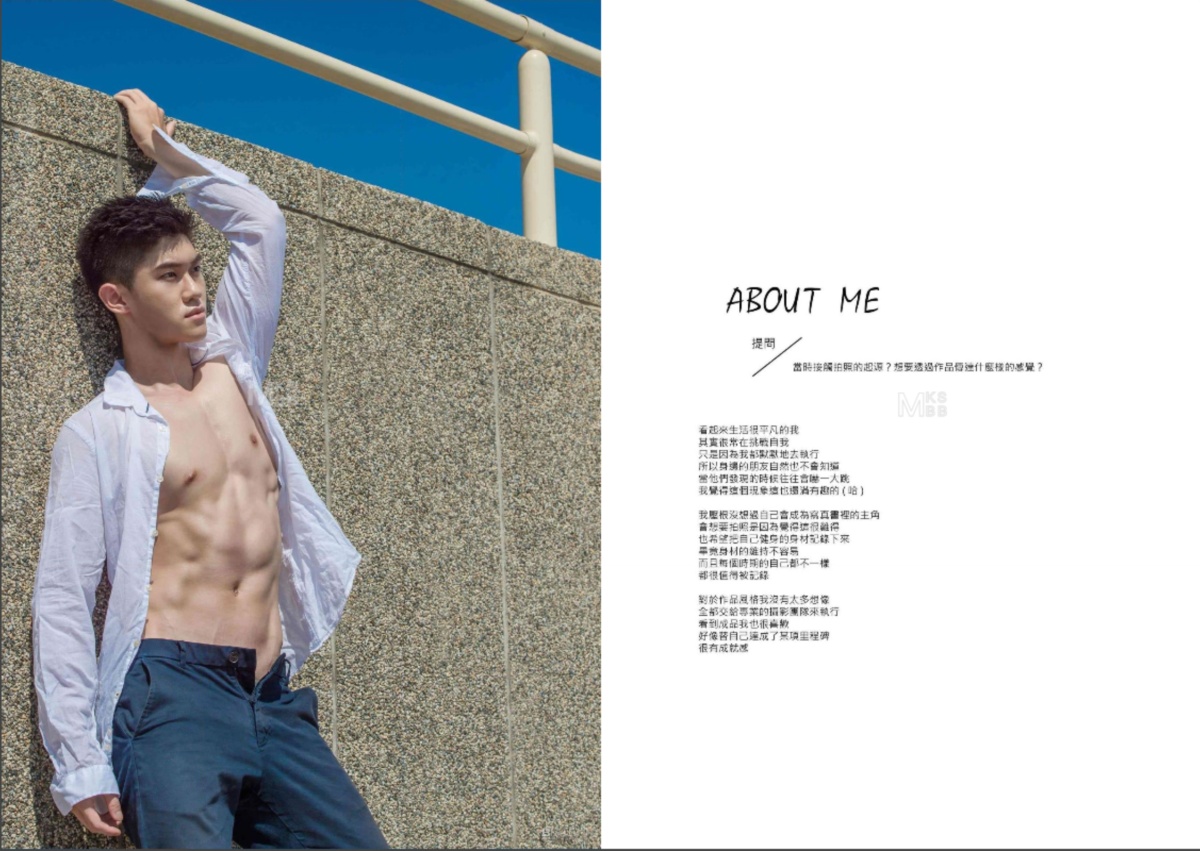 ABOUT ME
提問
當時接觸拍照的起源？想要透過作品傳達什麼樣的感覺？
MKSBB
看起來生活很平凡的我
其實很常在挑戰自我
只是因為我都默默地去執行
所以身邊的朋友自然也不會知道
當他們發現的時候往往會嚇一大跳
我覺得這個現象這也還滿有趣的（哈）
我壓根沒想過自己會成為寫真書裡的主角
會想要拍照是因為覺得這很難得
也希望把自己健身的身材記錄下來
畢竟身材的維持不容易
而且每個時期的自己都不一樣
都很值得被記錄
對於作品風格我沒有太多想像
全都交給專業的攝影團隊來執行
看到成品我也很喜歡
好像替自己達成了某項里程碑
很有成就感